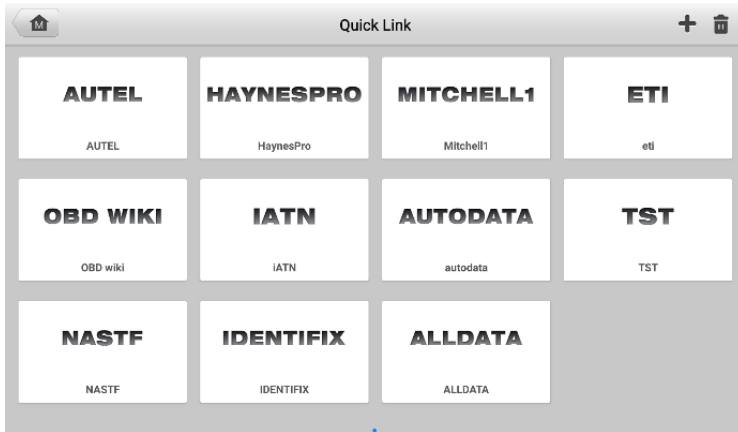 M
Quick Link
AUTEL
HAYNESPRO
MITCHELL1
ETI
AUTEL
HaynesPro
Mitchell1
eti
OBD WIKI
IATN
AUTODATA
TST
OBD wiki
iATN
autodata
TST
NASTF
IDENTIFIX
ALLDATA
NASTF
IDENTIFIX
ALLDATA